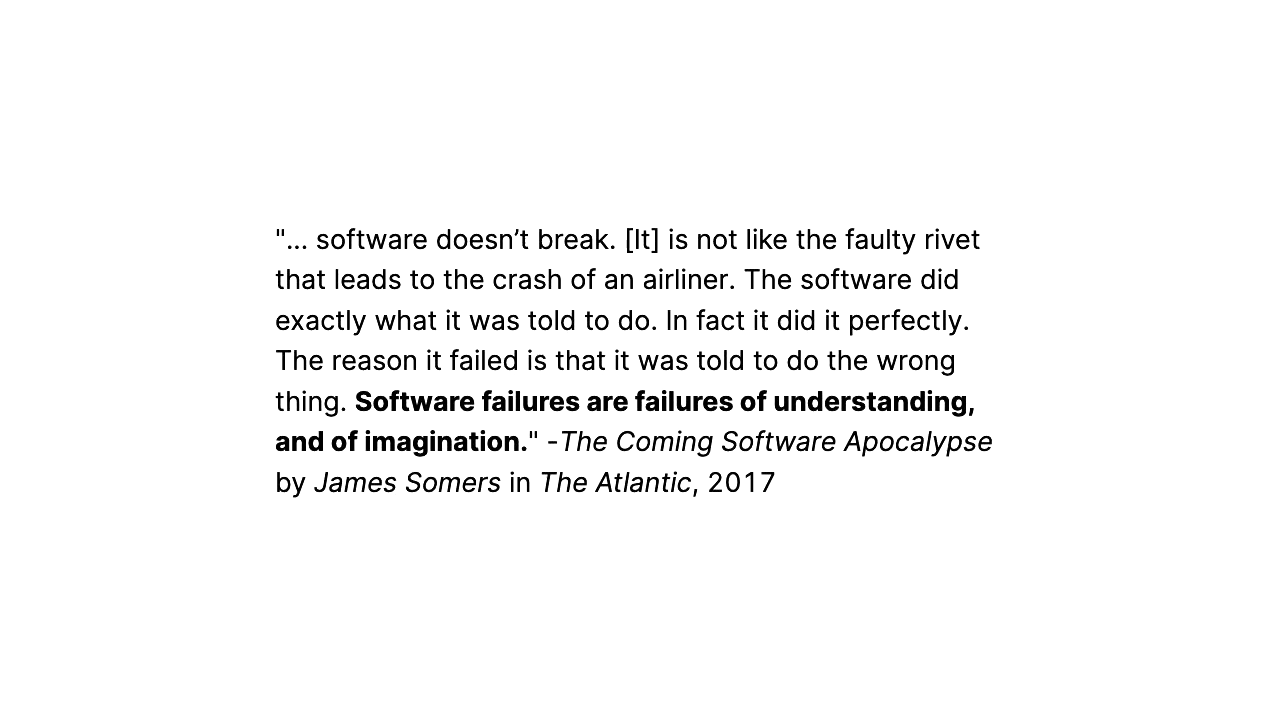 "... software doesn’t break. [It] is not like the faulty rivet
that leads to the crash of an airliner. The software did
exactly what it was told to do. In fact it did it perfectly.
The reason it failed is that it was told to do the wrong
thing. Software failures are failures of understanding,
and of imagination." -The Coming Software Apocalypse
by James Somers in The Atlantic, 2017